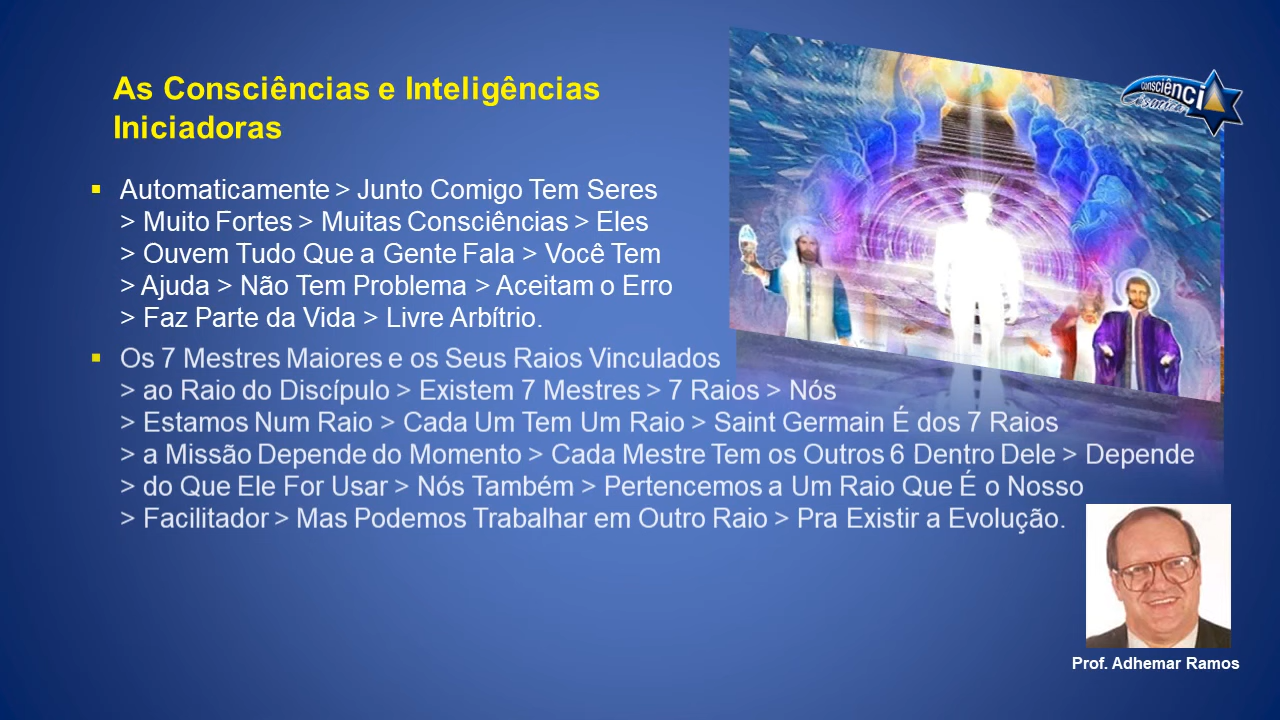 As Consciências e Inteligências
Iniciadoras
consciênci
Cósmica
▪ Automaticamente > Junto Comigo Tem Seres
> Muito Fortes > Muitas Consciências > Eles
> Ouvem Tudo Que a Gente Fala > Você Tem
> Ajuda > Não Tem Problema > Aceitam o Erro
> Faz Parte da Vida > Livre Arbítrio.
▪ Os 7 Mestres Maiores e os Seus Raios Vinculados
> ao Raio do Discípulo > Existem 7 Mestres > 7 Raios > Nós
> Estamos Num Raio > Cada Um Tem Um Raio > Saint Germain É dos 7 Raios
> a Missão Depende do Momento > Cada Mestre Tem os Outros 6 Dentro Dele > Depende
> do Que Ele For Usar > Nós Também > Pertencemos a Um Raio Que É o Nosso
> Facilitador > Mas Podemos Trabalhar em Outro Raio > Pra Existir a Evolução.
Prof. Adhemar Ramos